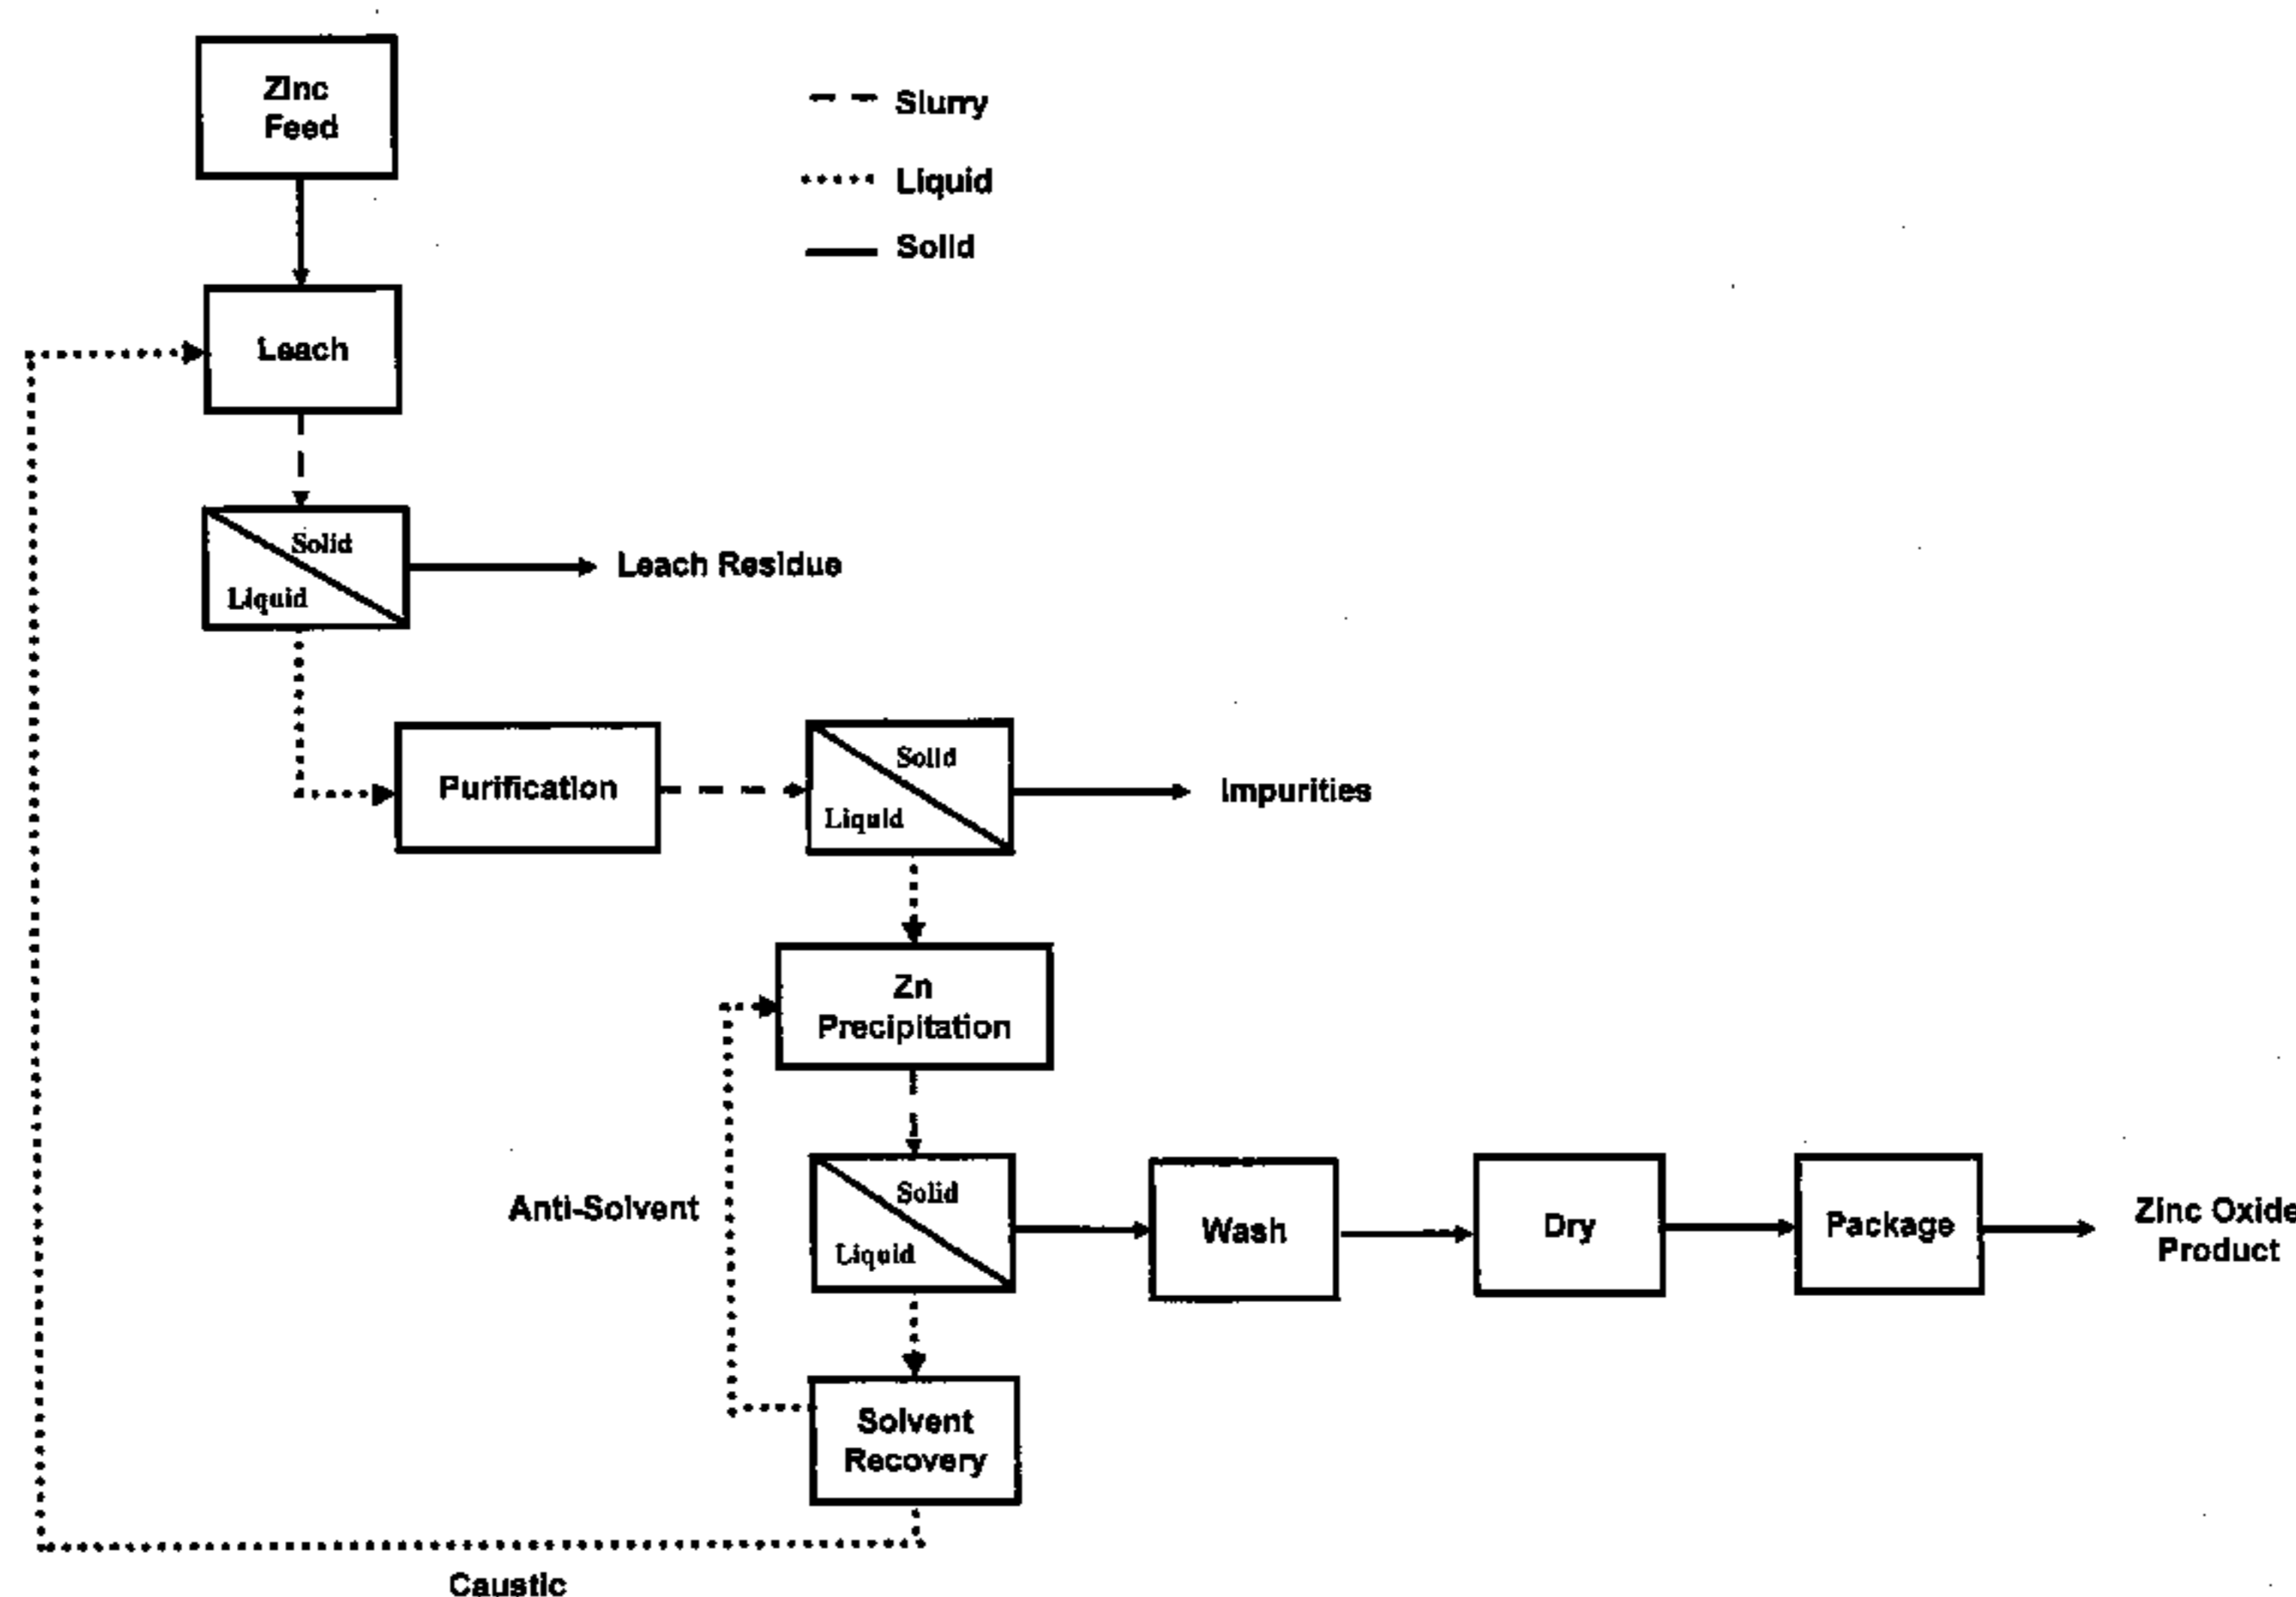 Zinc
Feed
Slurry
Liquid
Solid
Leach
Solid
Liquid
Leach Residue
Purification
Solid
Liquid
Impurities
Zn
Precipitation
Anti-Solvent
Solid
Liquid
Wash
Dry
Package
Zinc Oxide
Product
Solvent
Recovery
Caustic